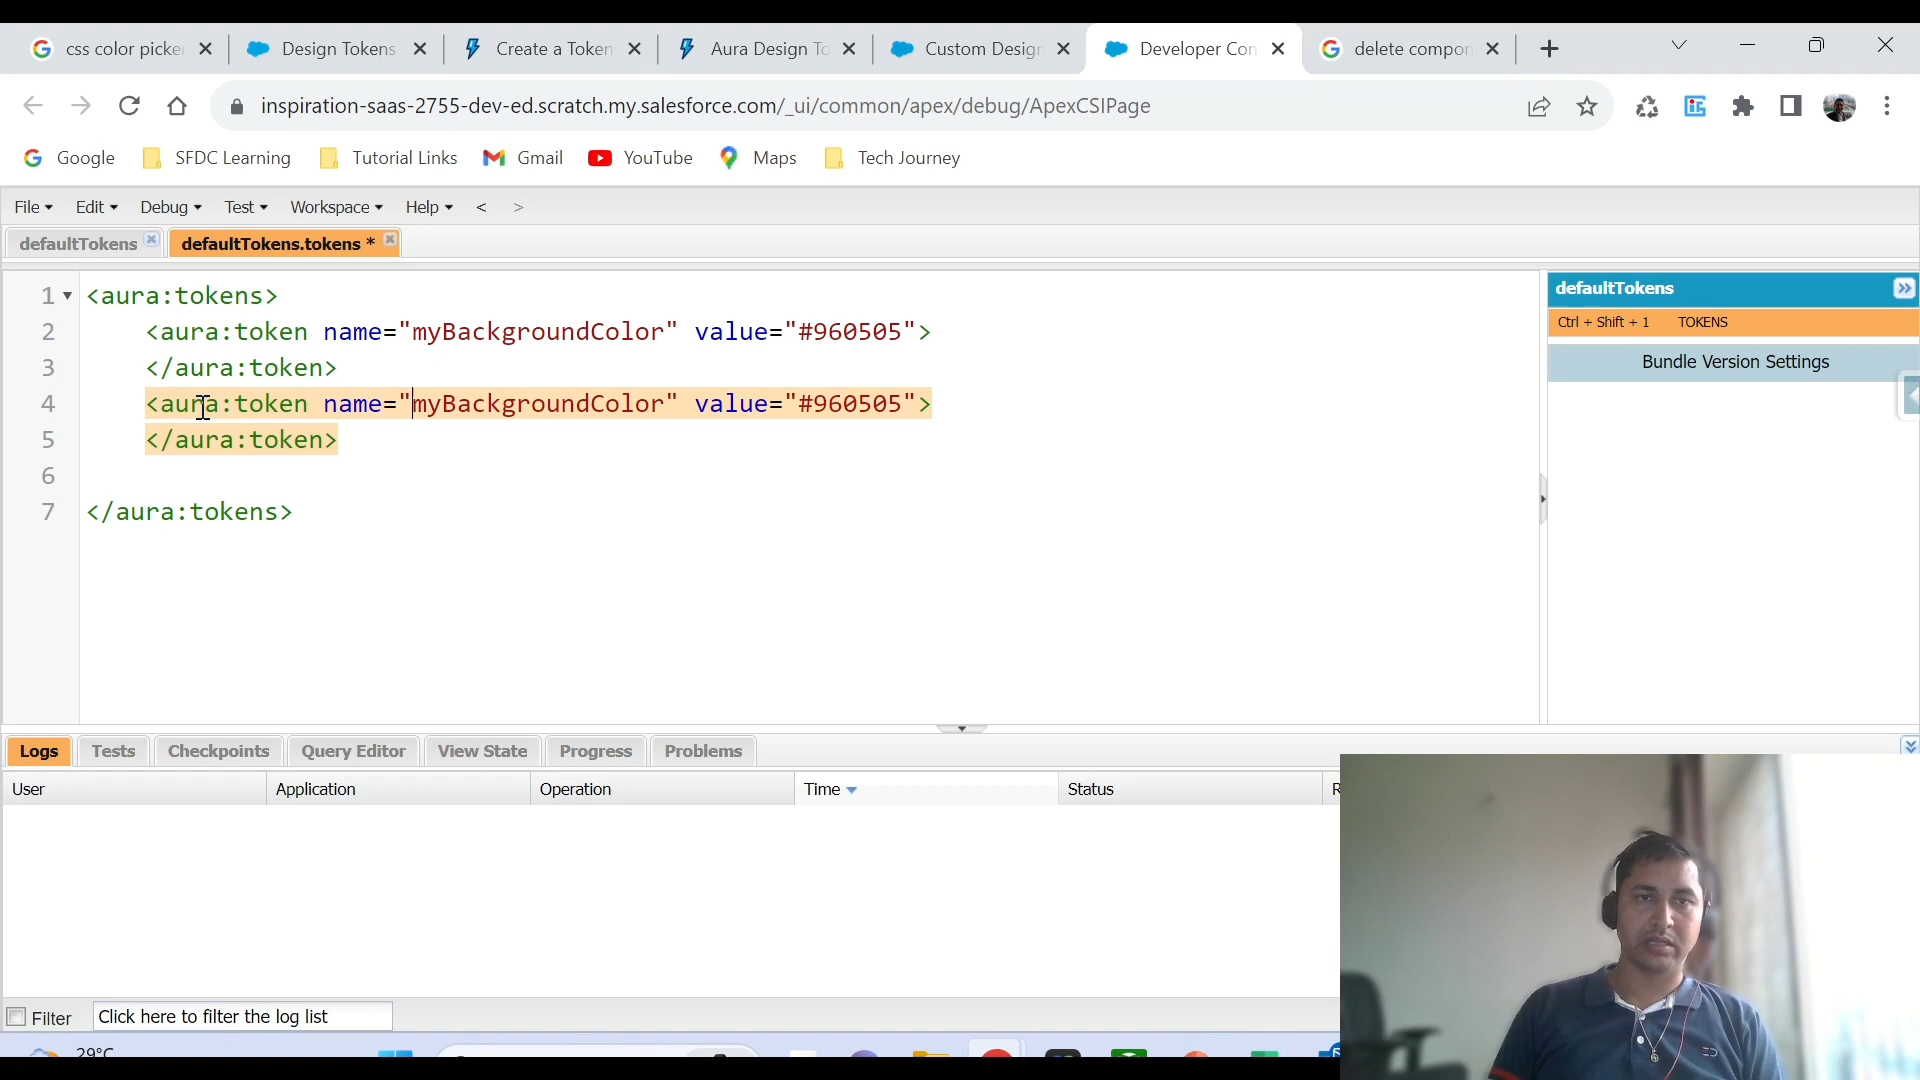 css color picke
Design Tokens
Create a Token
Aura Design To
Custom Design
Developer Con
delete compon
inspiration-saas-2755-dev-ed.scratch.my.salesforce.com/_ui/common/apex/debug/ApexCSIPage
Google
SFDC Learning
Tutorial Links
Gmail
YouTube
Maps
Tech Journey
File
Edit
Debug
Test
Workspace
Help
<
>
defaultTokens
defaultTokens.tokens *
1 <aura:tokens>
2 <aura:token name="myBackgroundColor" value="#960505">
3 </aura:token>
4 <aura:token name="myBackgroundColor" value="#960505">
5 </aura:token>
6
7 </aura:tokens>
defaultTokens
Ctrl + Shift + 1 TOKENS
Bundle Version Settings
Logs
Tests
Checkpoints
Query Editor
View State
Progress
Problems
User
Application
Operation
Time
Status
R
Filter
Click here to filter the log list
29°C